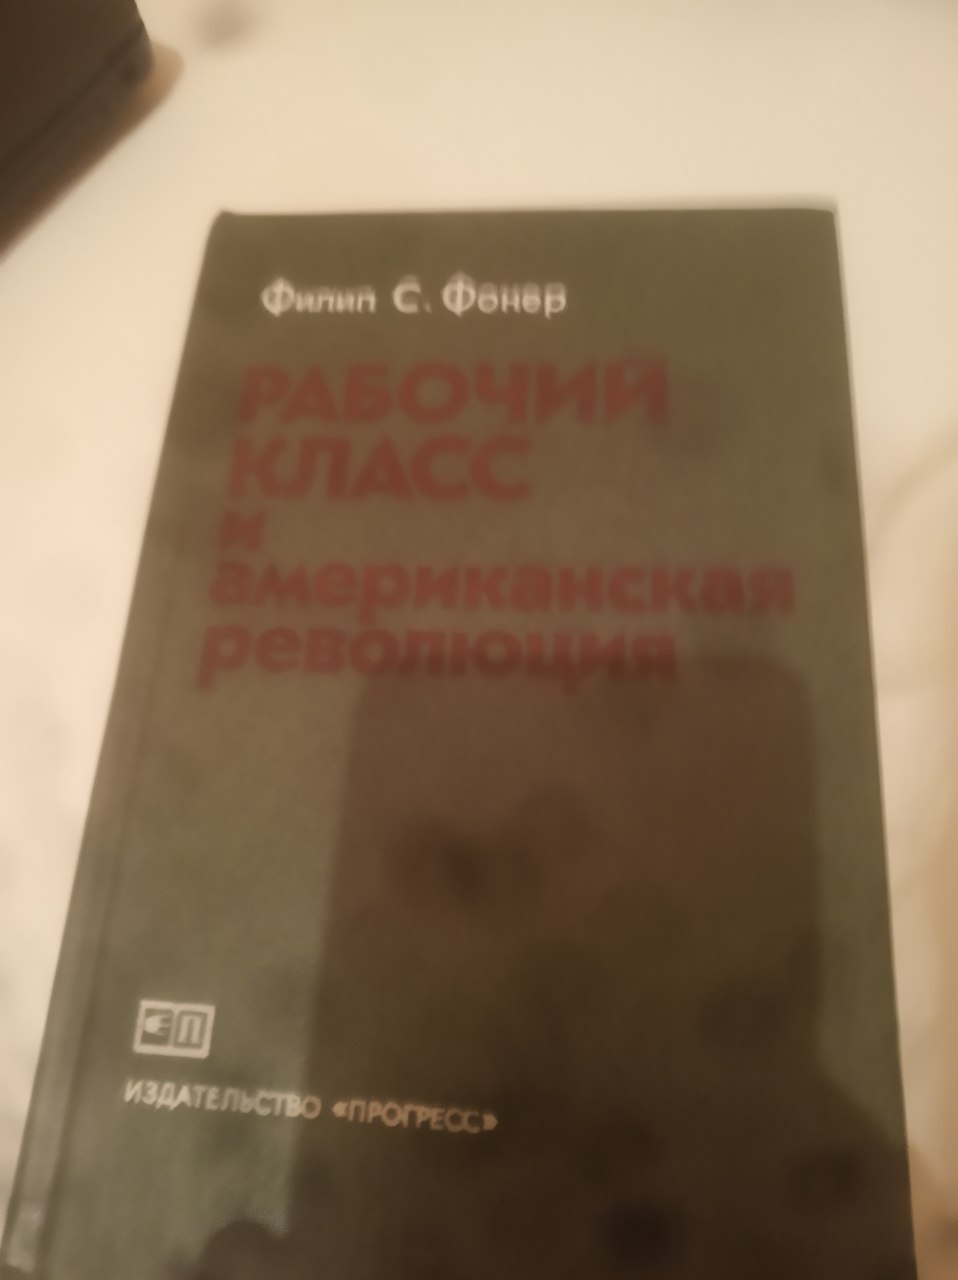 Филип С. Фонер
РАБОЧИЙ
КЛАСС
и
американская
революция
П
ИЗДАТЕЛЬСТВО «ПРОГРЕСС»